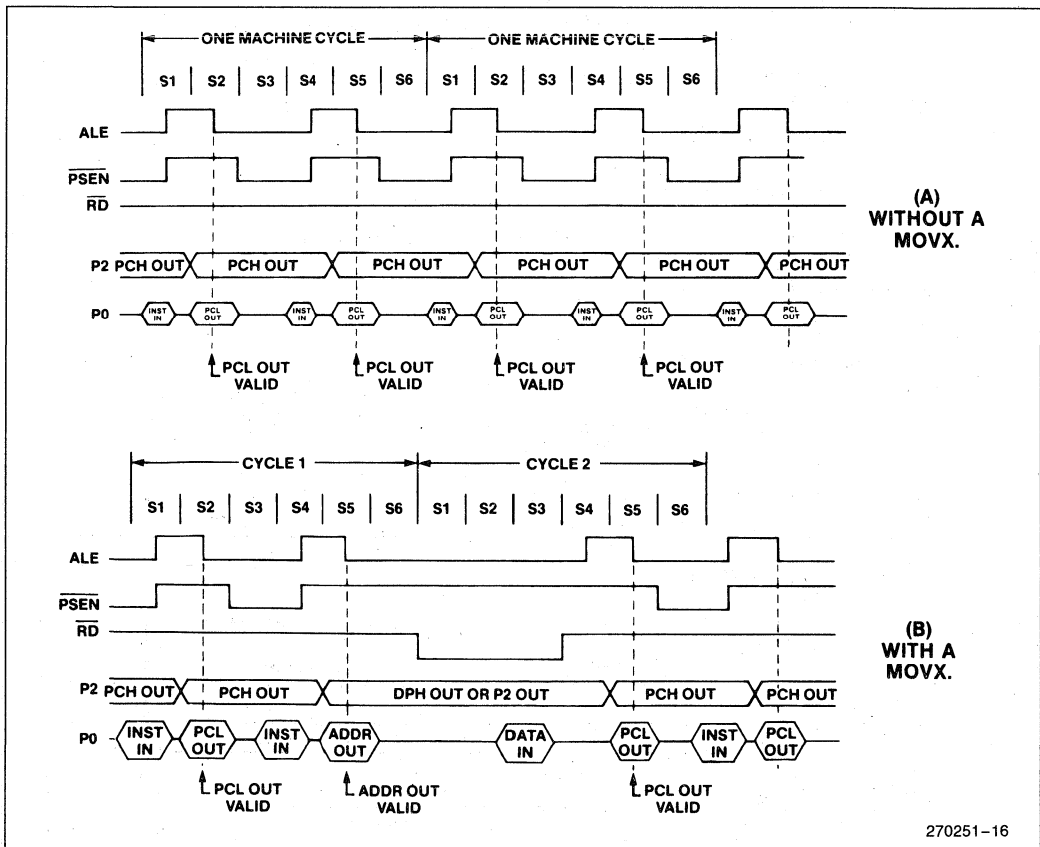 ONE MACHINE CYCLE ONE MACHINE CYCLE
S1 S2 S3 S4 S5 S6 S1 S2 S3 S4 S5 S6
ALE
PSEN
RD
(A)
WITHOUT A
MOVX.
P2 PCH OUT PCH OUT PCH OUT PCH OUT PCH OUT PCH OUT
P0 INST IN PCL OUT INST IN PCL OUT INST IN PCL OUT INST IN PCL OUT INST IN PCL OUT
PCL OUT VALID PCL OUT VALID PCL OUT VALID PCL OUT VALID
CYCLE 1 CYCLE 2
S1 S2 S3 S4 S5 S6 S1 S2 S3 S4 S5 S6
ALE
PSEN
RD
(B)
WITH A
MOVX.
P2 PCH OUT PCH OUT DPH OUT OR P2 OUT PCH OUT PCH OUT
P0 INST IN PCL OUT INST IN ADDR OUT DATA IN PCL OUT INST IN PCL OUT
PCL OUT VALID ADDR OUT VALID PCL OUT VALID
270251-16